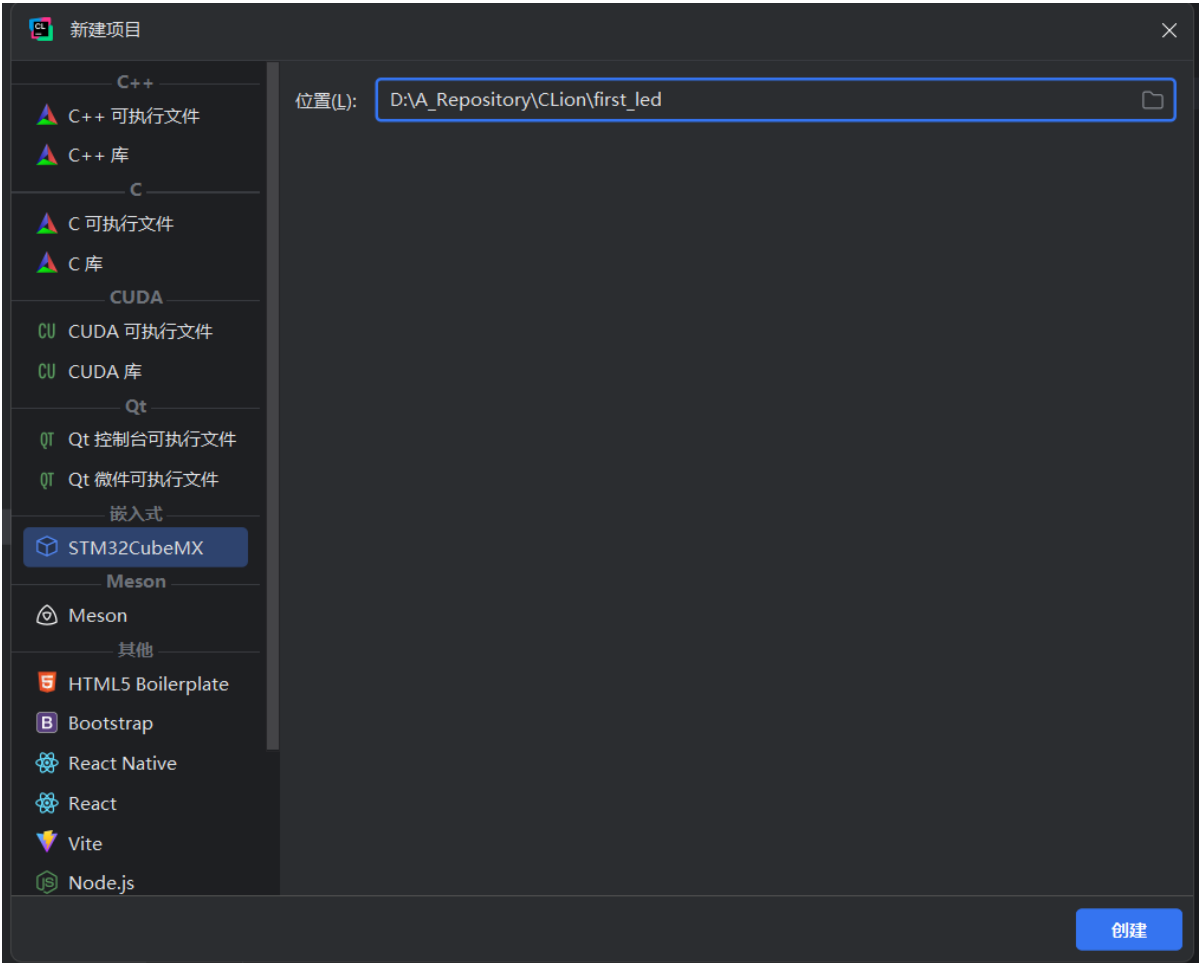 新建项目
C++
C++ 可执行文件
C++ 库
C
C 可执行文件
C 库
CUDA
CU CUDA 可执行文件
CU CUDA 库
Qt
QT Qt 控制台可执行文件
QT Qt 微件可执行文件
嵌入式
STM32CubeMX
Meson
Meson
其他
HTML5 Boilerplate
B Bootstrap
React Native
React
Vite
Node.js
位置(L): D:\A_Repository\CLion\first_led
创建